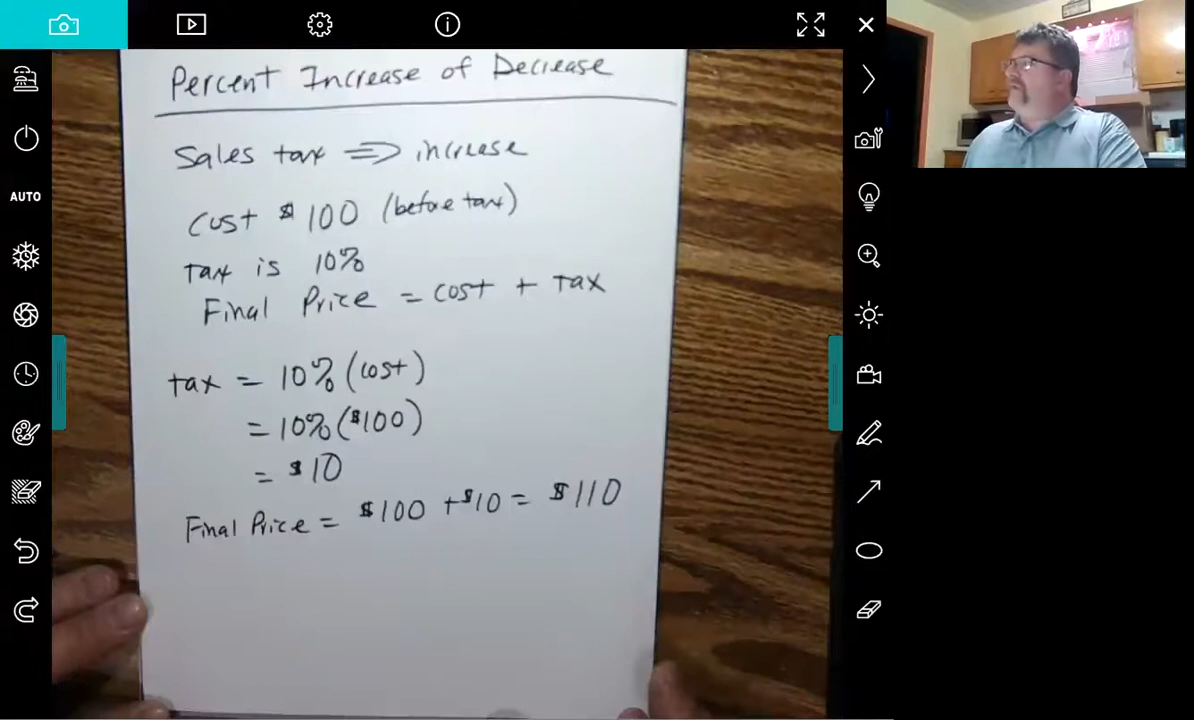 AUTO
Percent Increase of Decrease
Sales tax ⇒ increase
Cost $100 (before tax)
tax is 10%
Final Price = cost + tax
tax = 10% (cost)
= 10% ($100)
= $10
Final Price = $100 + $10 = $110